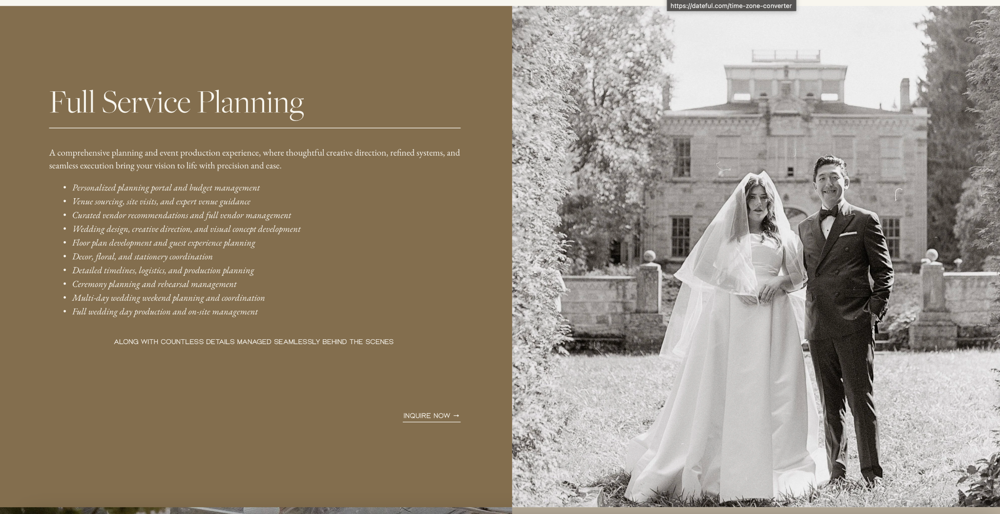 https://dateful.com/time-zone-converter
Full Service Planning
A comprehensive planning and event production experience, where thoughtful creative direction, refined systems, and
seamless execution bring your vision to life with precision and ease.
• Personalized planning portal and budget management
• Venue sourcing, site visits, and expert venue guidance
• Curated vendor recommendations and full vendor management
• Wedding design, creative direction, and visual concept development
• Floor plan development and guest experience planning
• Decor, floral, and stationery coordination
• Detailed timelines, logistics, and production planning
• Ceremony planning and rehearsal management
• Multi-day wedding weekend planning and coordination
• Full wedding day production and on-site management
ALONG WITH COUNTLESS DETAILS MANAGED SEAMLESSLY BEHIND THE SCENES
INQUIRE NOW →